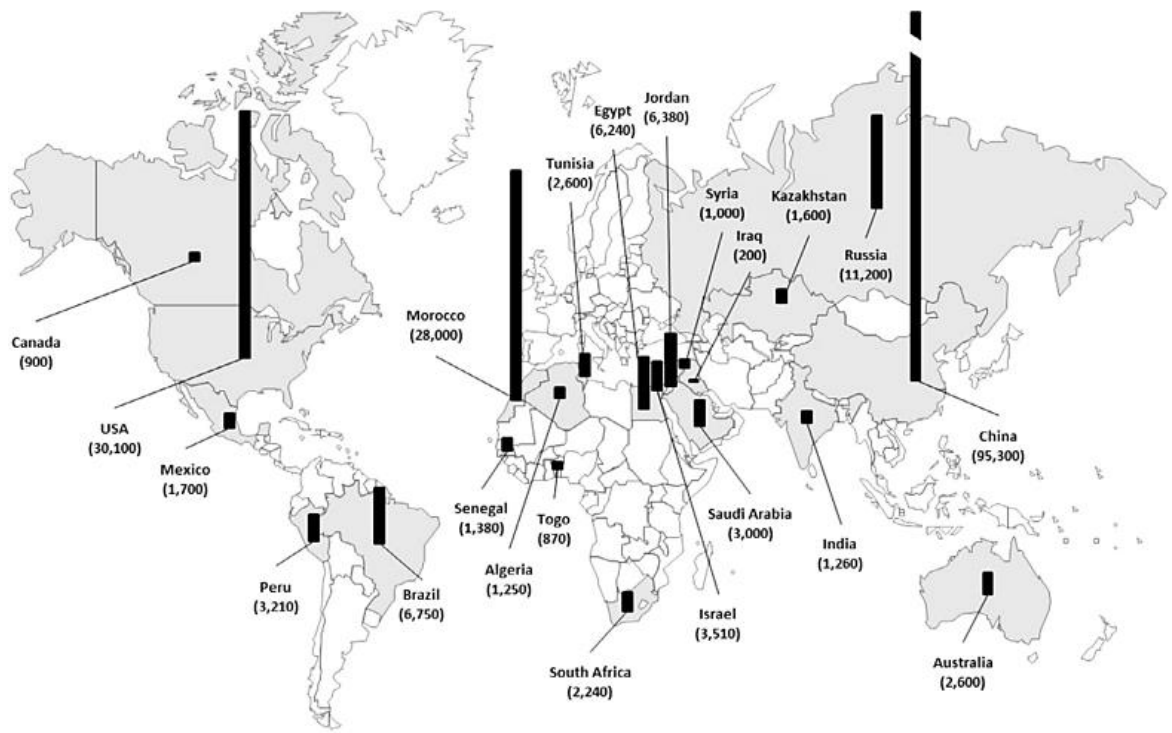 Jordan
(6,380)
Egypt
(6,240)
Tunisia
(2,600)
Syria
(1,000)
Kazakhstan
(1,600)
Iraq
(200)
Russia
(11,200)
Morocco
(28,000)
Canada
(900)
USA
(30,100)
Mexico
(1,700)
China
(95,300)
Senegal
(1,380)
Togo
(870)
Saudi Arabia
(3,000)
India
(1,260)
Algeria
(1,250)
Peru
(3,210)
Brazil
(6,750)
Israel
(3,510)
South Africa
(2,240)
Australia
(2,600)